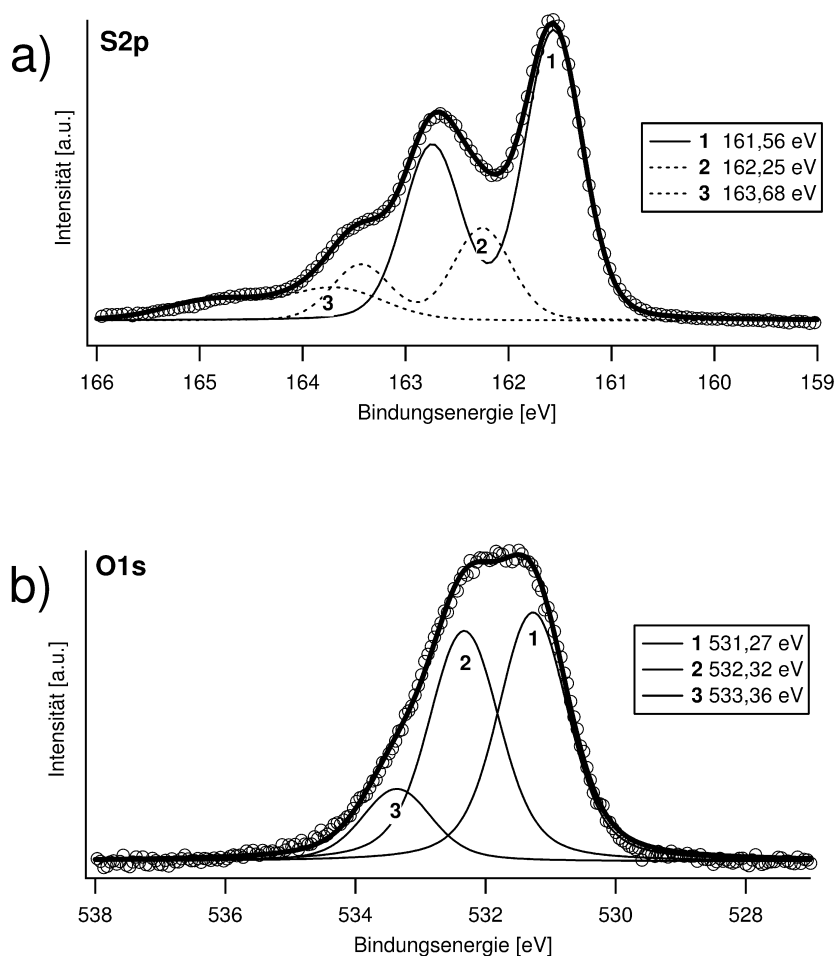 a)
S2p
Intensität [a.u.]
1
2
3
1 161,56 eV
2 162,25 eV
3 163,68 eV
166 165 164 163 162 161 160 159
Bindungsenergie [eV]
b)
O1s
Intensität [a.u.]
1
2
3
1 531,27 eV
2 532,32 eV
3 533,36 eV
538 536 534 532 530 528
Bindungsenergie [eV]